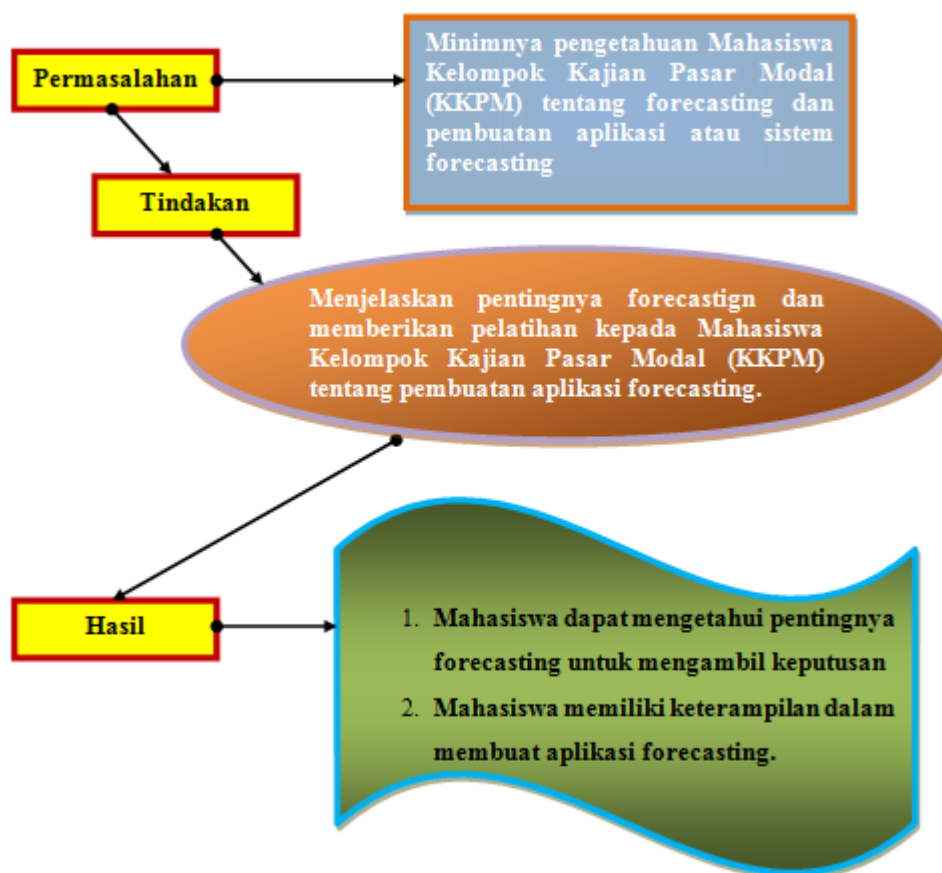 Permasalahan
Minimnya pengetahuan Mahasiswa
Kelompok Kajian Pasar Modal
(KKPM) tentang forecasting dan
pembuatan aplikasi atau sistem
forecasting
Tindakan
Menjelaskan pentingnya forecastign dan
memberikan pelatihan kepada Mahasiswa
Kelompok Kajian Pasar Modal (KKPM)
tentang pembuatan aplikasi forecasting.
Hasil
1. Mahasiswa dapat mengetahui pentingnya
forecasting untuk mengambil keputusan
2. Mahasiswa memiliki keterampilan dalam
membuat aplikasi forecasting.